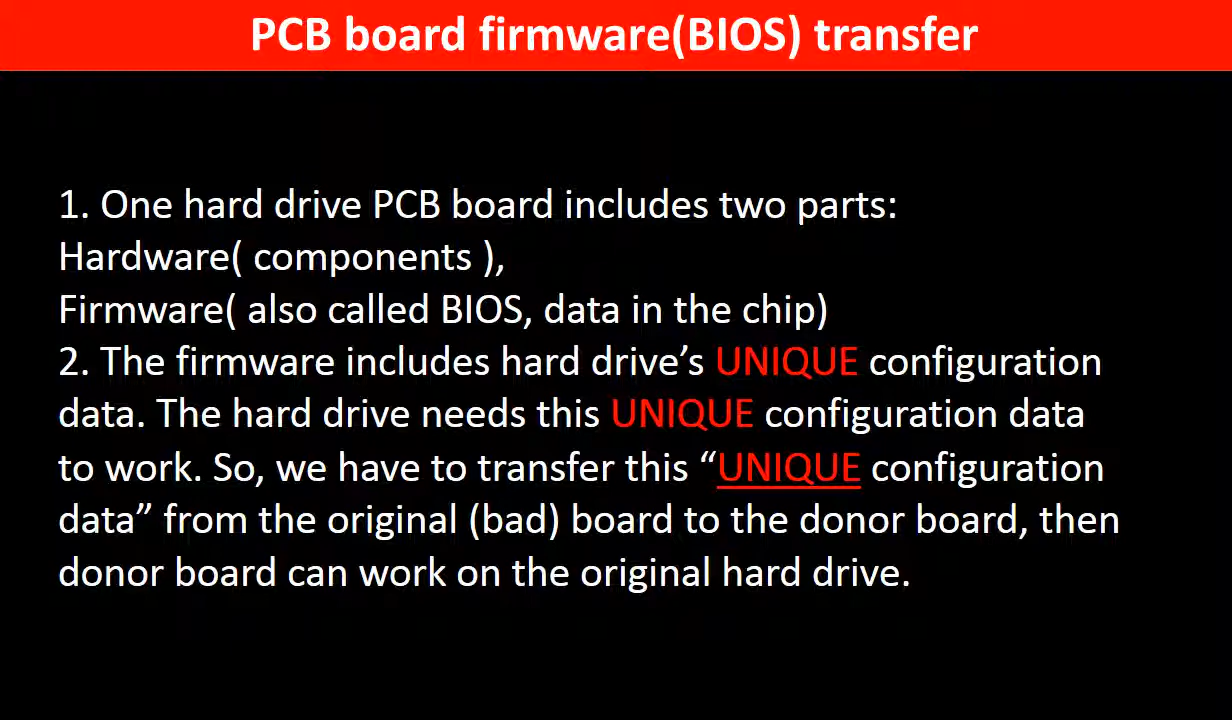 PCB board firmware(BIOS) transfer
1. One hard drive PCB board includes two parts:
Hardware( components ),
Firmware( also called BIOS, data in the chip)
2. The firmware includes hard drive’s UNIQUE configuration
data. The hard drive needs this UNIQUE configuration data
to work. So, we have to transfer this “UNIQUE configuration
data” from the original (bad) board to the donor board, then
donor board can work on the original hard drive.